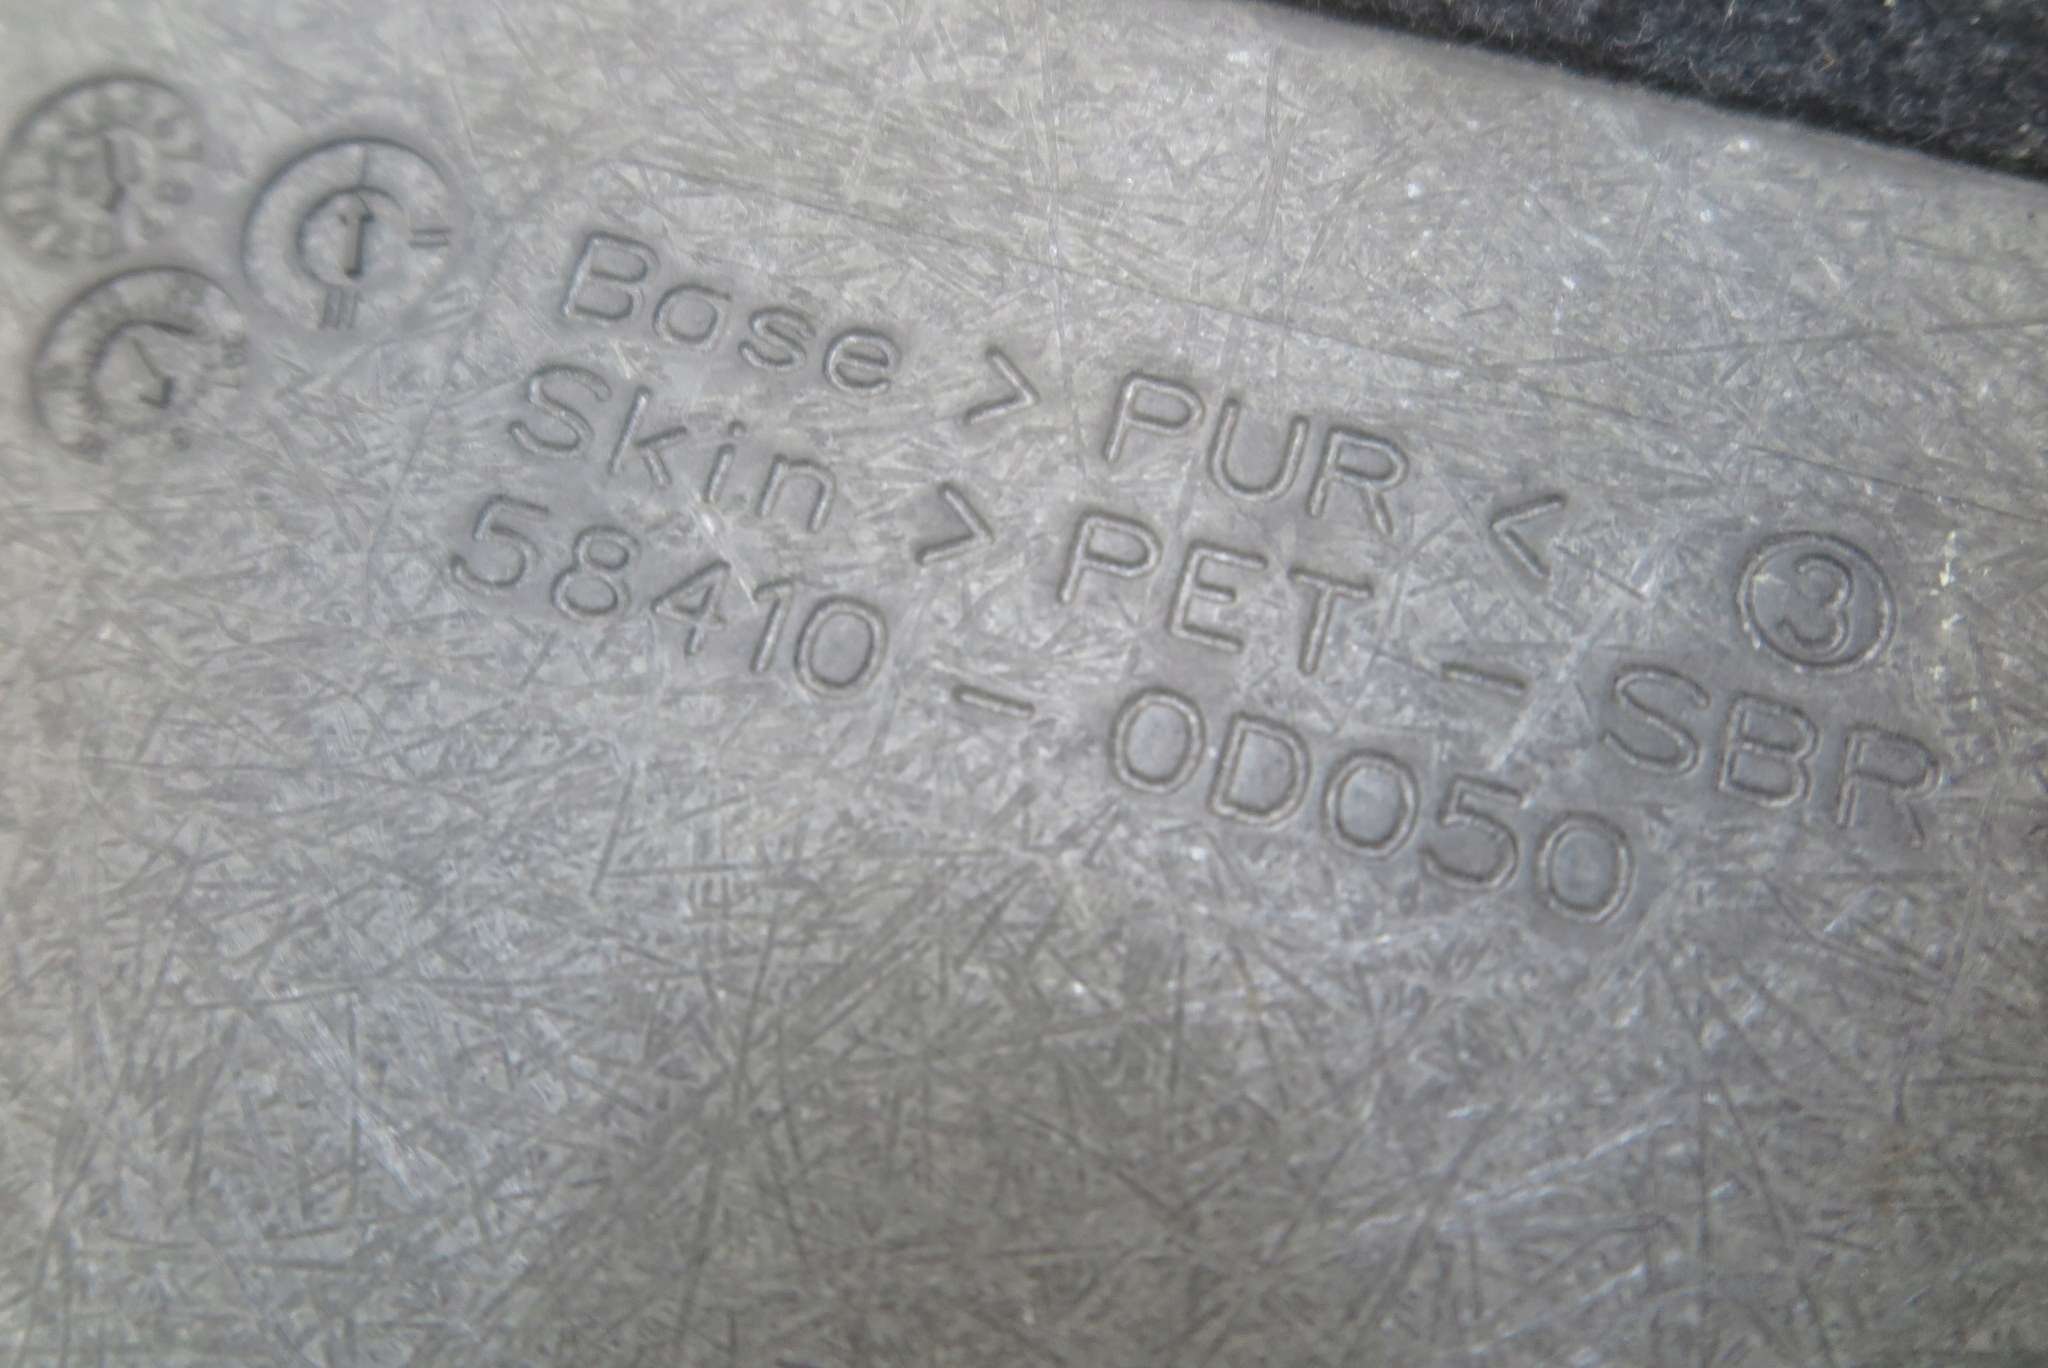 Base > PUR < ③
Skin > PET - SBR
58410 - 0D050